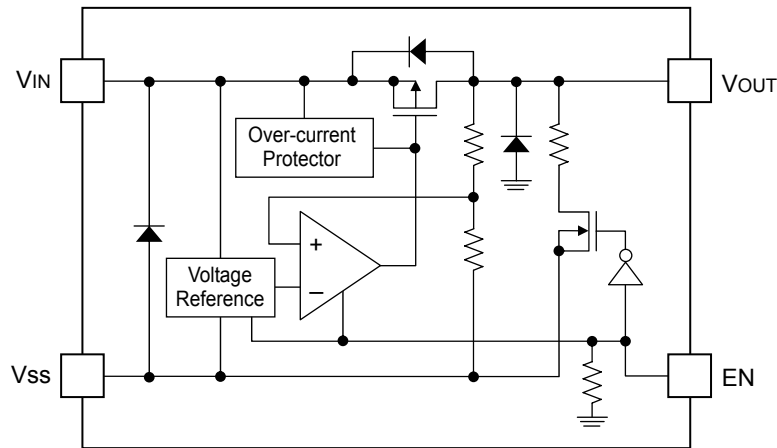 VIN
VOUT
Over-current
Protector
+
Voltage
Reference
−
VSS
EN